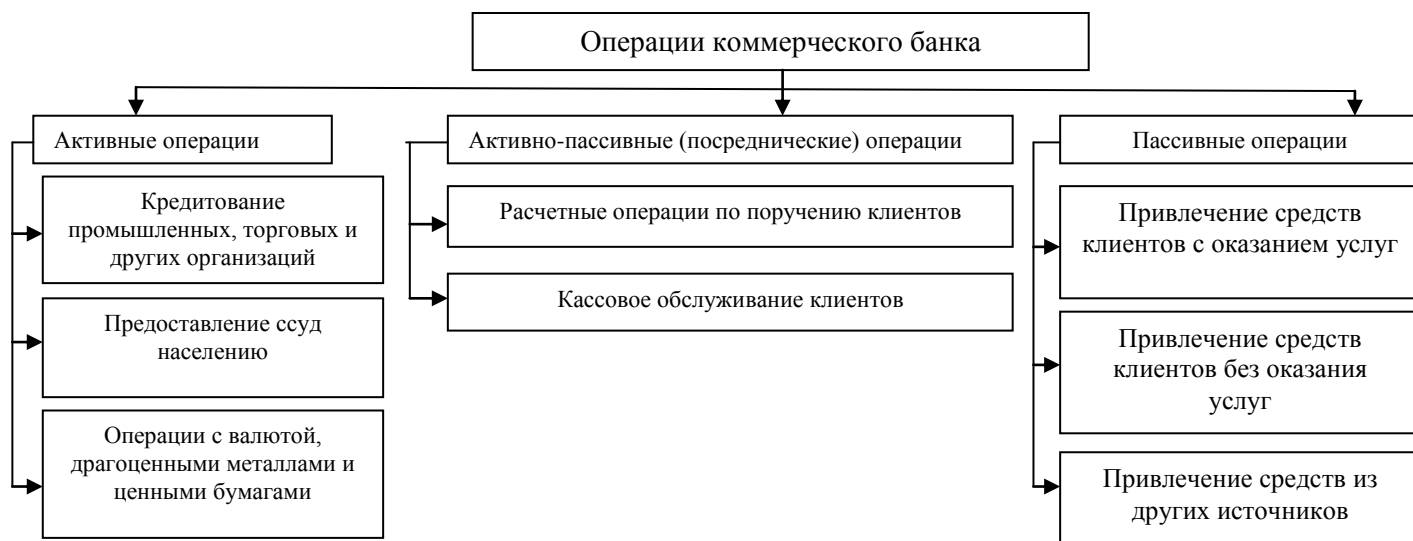 Операции коммерческого банка
Активные операции
Кредитование
промышленных, торговых и
других организаций
Предоставление ссуд
населению
Операции с валютой,
драгоценными металлами и
ценными бумагами
Активно-пассивные (посреднические) операции
Расчетные операции по поручению клиентов
Кассовое обслуживание клиентов
Пассивные операции
Привлечение средств
клиентов с оказанием услуг
Привлечение средств
клиентов без оказания
услуг
Привлечение средств из
других источников